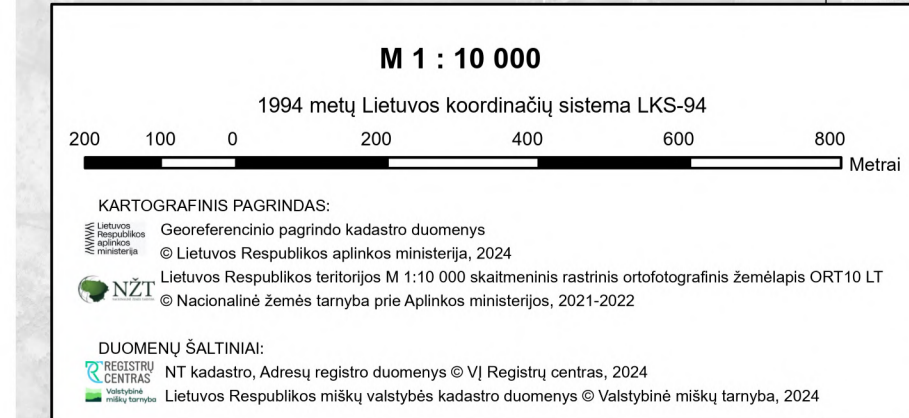 M 1 : 10 000
1994 metų Lietuvos koordinačių sistema LKS-94
200 100 0 200 400 600 800
Metrai
KARTOGRAFINIS PAGRINDAS:
Lietuvos
Respublikos
aplinkos
ministerija
Georeferencinio pagrindo kadastro duomenys
© Lietuvos Respublikos aplinkos ministerija, 2024
NŽT
Lietuvos Respublikos teritorijos M 1:10 000 skaitmeninis rastrinis ortofotografinis žemėlapis ORT10 LT
© Nacionalinė žemės tarnyba prie Aplinkos ministerijos, 2021-2022
DUOMENŲ ŠALTINIAI:
REGISTRŲ
CENTRAS
NT kadastro, Adresų registro duomenys © VĮ Registrų centras, 2024
Valstybinė
miškų tarnyba
Lietuvos Respublikos miškų valstybės kadastro duomenys © Valstybinė miškų tarnyba, 2024